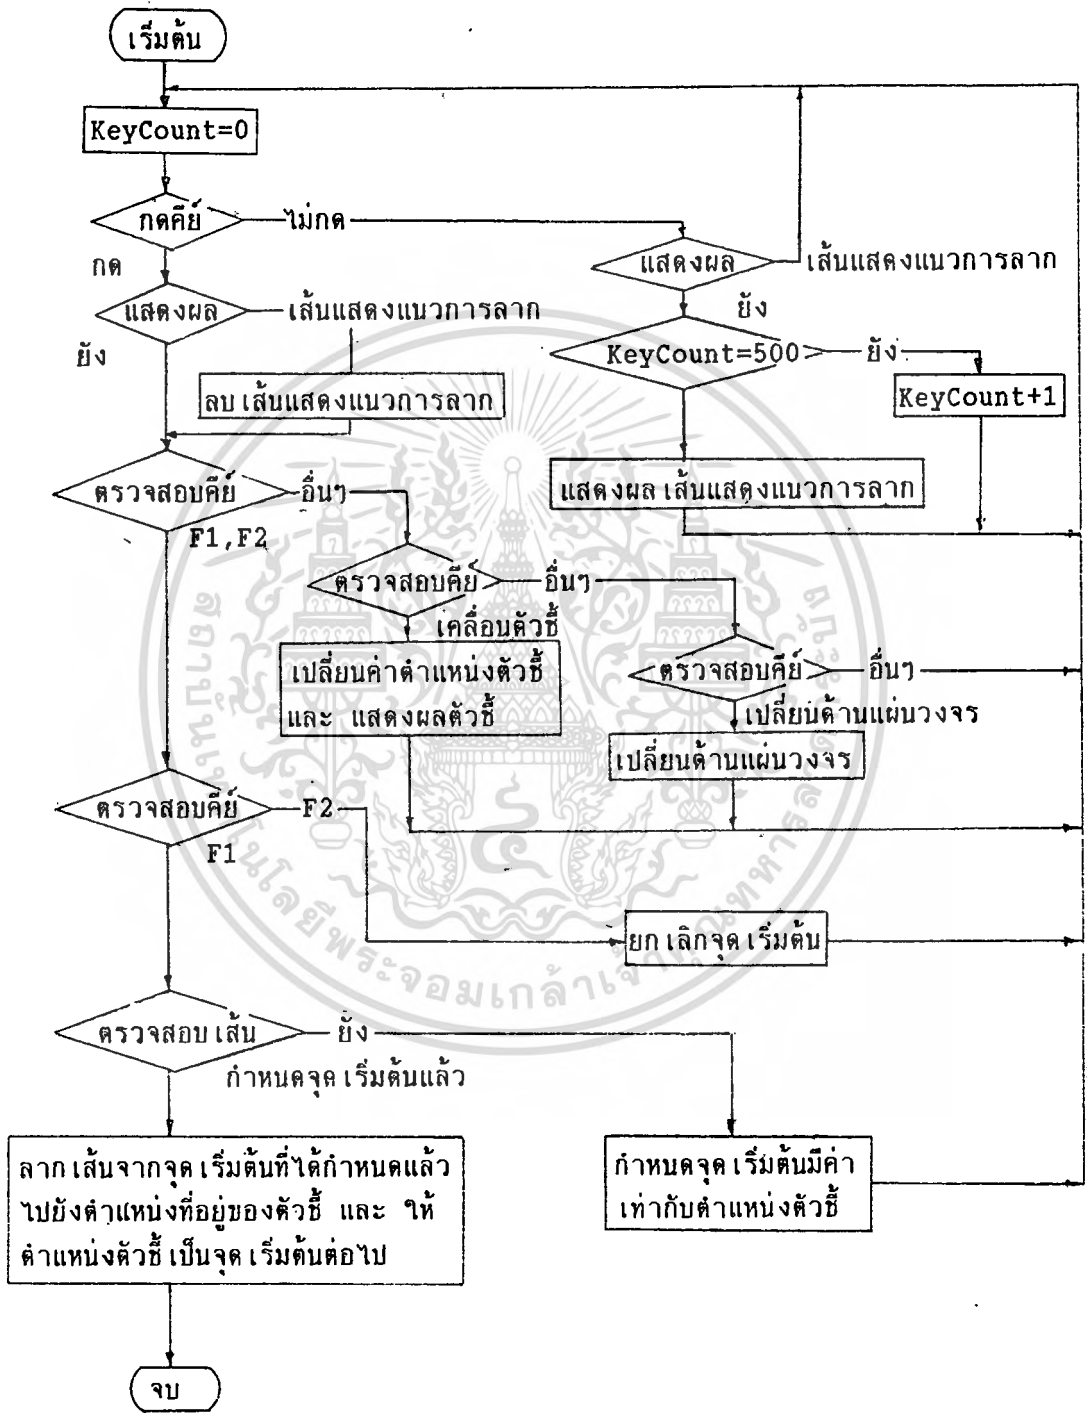 เริ่มต้น
KeyCount=0
กดคีย์
ไม่กด
กด
แสดงผล
เส้นแสดงแนวการลาก
แสดงผล
เส้นแสดงแนวการลาก
ยัง
ยัง
KeyCount=500
ยัง
ลบเส้นแสดงแนวการลาก
KeyCount+1
ตรวจสอบคีย์
อื่นๆ
แสดงผลเส้นแสดงแนวการลาก
F1,F2
ตรวจสอบคีย์
อื่นๆ
เคลื่อนตัวชี้
เปลี่ยนค่าตำแหน่งตัวชี้
และ แสดงผลตัวชี้
ตรวจสอบคีย์
อื่นๆ
เปลี่ยนด้านแผ่นวงจร
เปลี่ยนด้านแผ่นวงจร
ตรวจสอบคีย์
F2
F1
ยกเลิกจุดเริ่มต้น
ตรวจสอบเส้น
ยัง
กำหนดจุดเริ่มต้นแล้ว
ลากเส้นจากจุดเริ่มต้นที่ได้กำหนดแล้ว
ไปยังตำแหน่งที่อยู่ของตัวชี้ และ ให้
ตำแหน่งตัวชี้เป็นจุดเริ่มต้นต่อไป
กำหนดจุดเริ่มต้นมีค่า
เท่ากับตำแหน่งตัวชี้
จบ